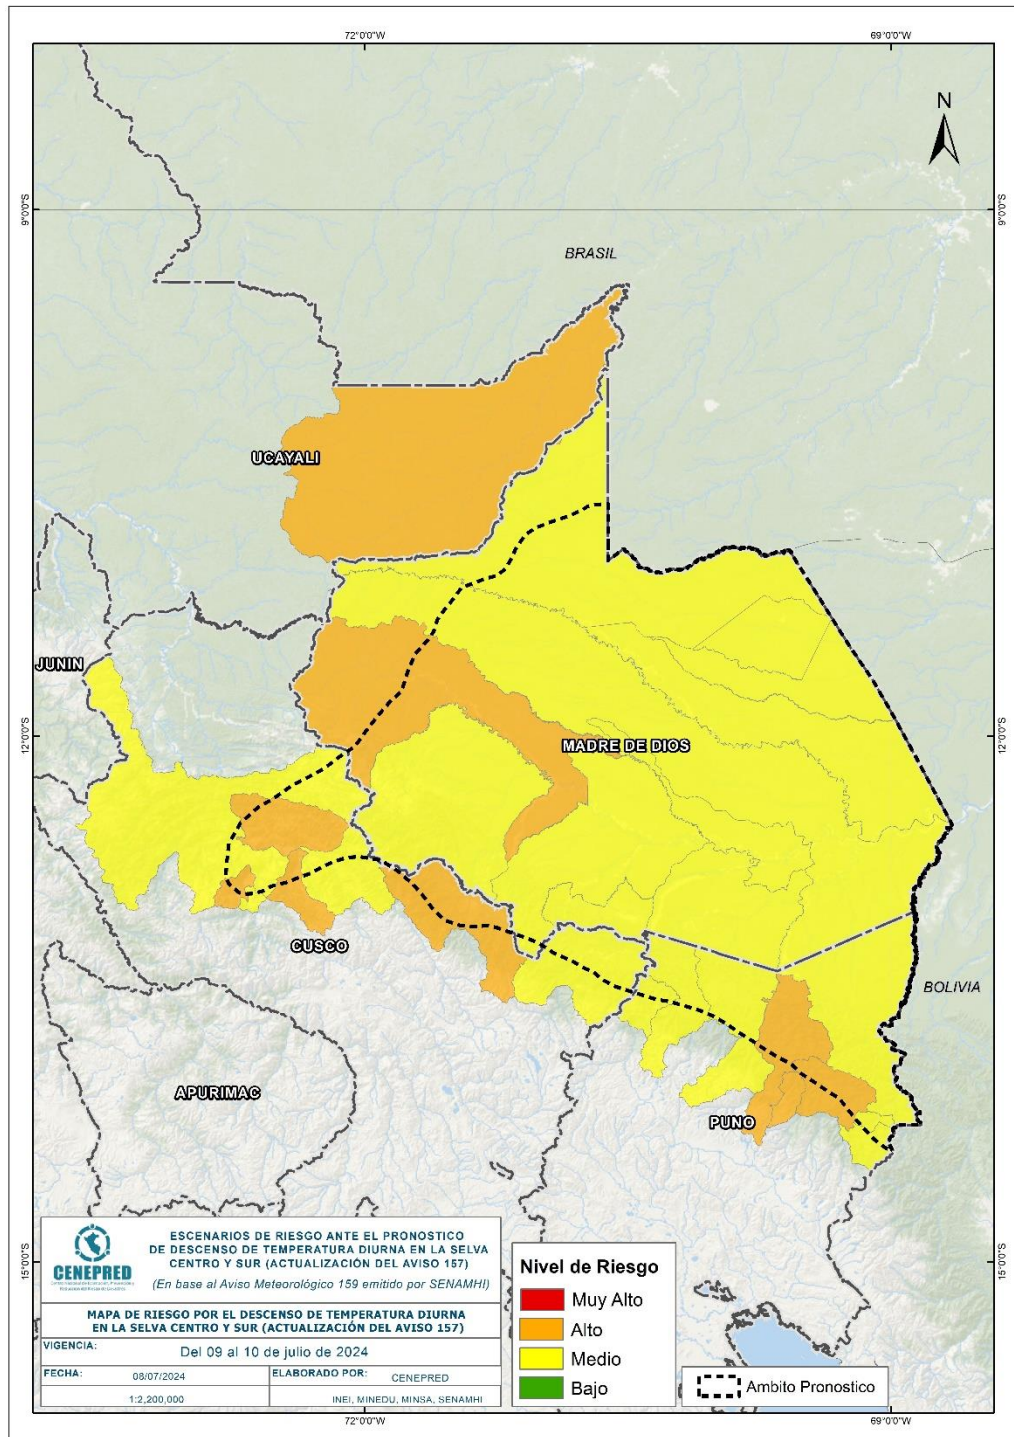 72°0'0"W
69°0'0"W
N
9°0'0"S
9°0'0"S
BRASIL
UCAYALI
JUNIN
12°0'0"S
12°0'0"S
MADRE DE DIOS
CUSCO
BOLIVIA
APURIMAC
PUNO
15°0'0"S
15°0'0"S
CENEPRED
ESCENARIOS DE RIESGO ANTE EL PRONOSTICO
DE DESCENSO DE TEMPERATURA DIURNA EN LA SELVA
CENTRO Y SUR (ACTUALIZACIÓN DEL AVISO 157)
(En base al Aviso Meteorológico 159 emitido por SENAMHI)
MAPA DE RIESGO POR EL DESCENSO DE TEMPERATURA DIURNA
EN LA SELVA CENTRO Y SUR (ACTUALIZACIÓN DEL AVISO 157)
VIGENCIA:
Del 09 al 10 de julio de 2024
FECHA:
08/07/2024
ELABORADO POR:
CENEPRED
1:2,200,000
INEI, MINEDU, MINSA, SENAMHI
Nivel de Riesgo
Muy Alto
Alto
Medio
Bajo
Ambito Pronostico
72°0'0"W
69°0'0"W